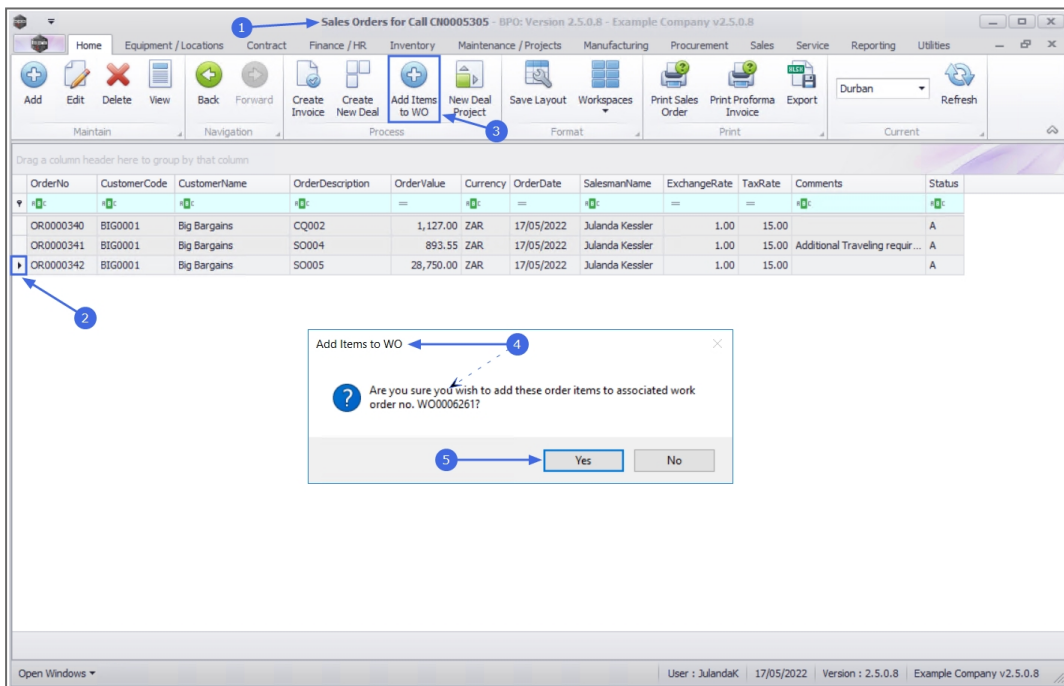 1
Sales Orders for Call CN0005305 - BPO: Version 2.5.0.8 - Example Company v2.5.0.8
Home Equipment / Locations Contract Finance / HR Inventory Maintenance / Projects Manufacturing Procurement Sales Service Reporting Utilities
Add Edit Delete View Back Forward Create Invoice Create New Deal Add Items to WO New Deal Project Save Layout Workspaces Print Sales Order Print Proforma Invoice Export Durban Refresh
3
Maintain Navigation Process Format Print Current
Drag a column header here to group by that column
OrderNo CustomerCode CustomerName OrderDescription OrderValue Currency OrderDate SalesmanName ExchangeRate TaxRate Comments Status
OR0000340 BIG0001 Big Bargains CQ002 1,127.00 ZAR 17/05/2022 Julanda Kessler 1.00 15.00 A
OR0000341 BIG0001 Big Bargains SO004 893.55 ZAR 17/05/2022 Julanda Kessler 1.00 15.00 Additional Traveling requir... A
OR0000342 BIG0001 Big Bargains SO005 28,750.00 ZAR 17/05/2022 Julanda Kessler 1.00 15.00 A
2
Add Items to WO 4
Are you sure you wish to add these order items to associated work
order no. WO0006261?
5 Yes No
Open Windows User : JulandaK 17/05/2022 Version : 2.5.0.8 Example Company v2.5.0.8